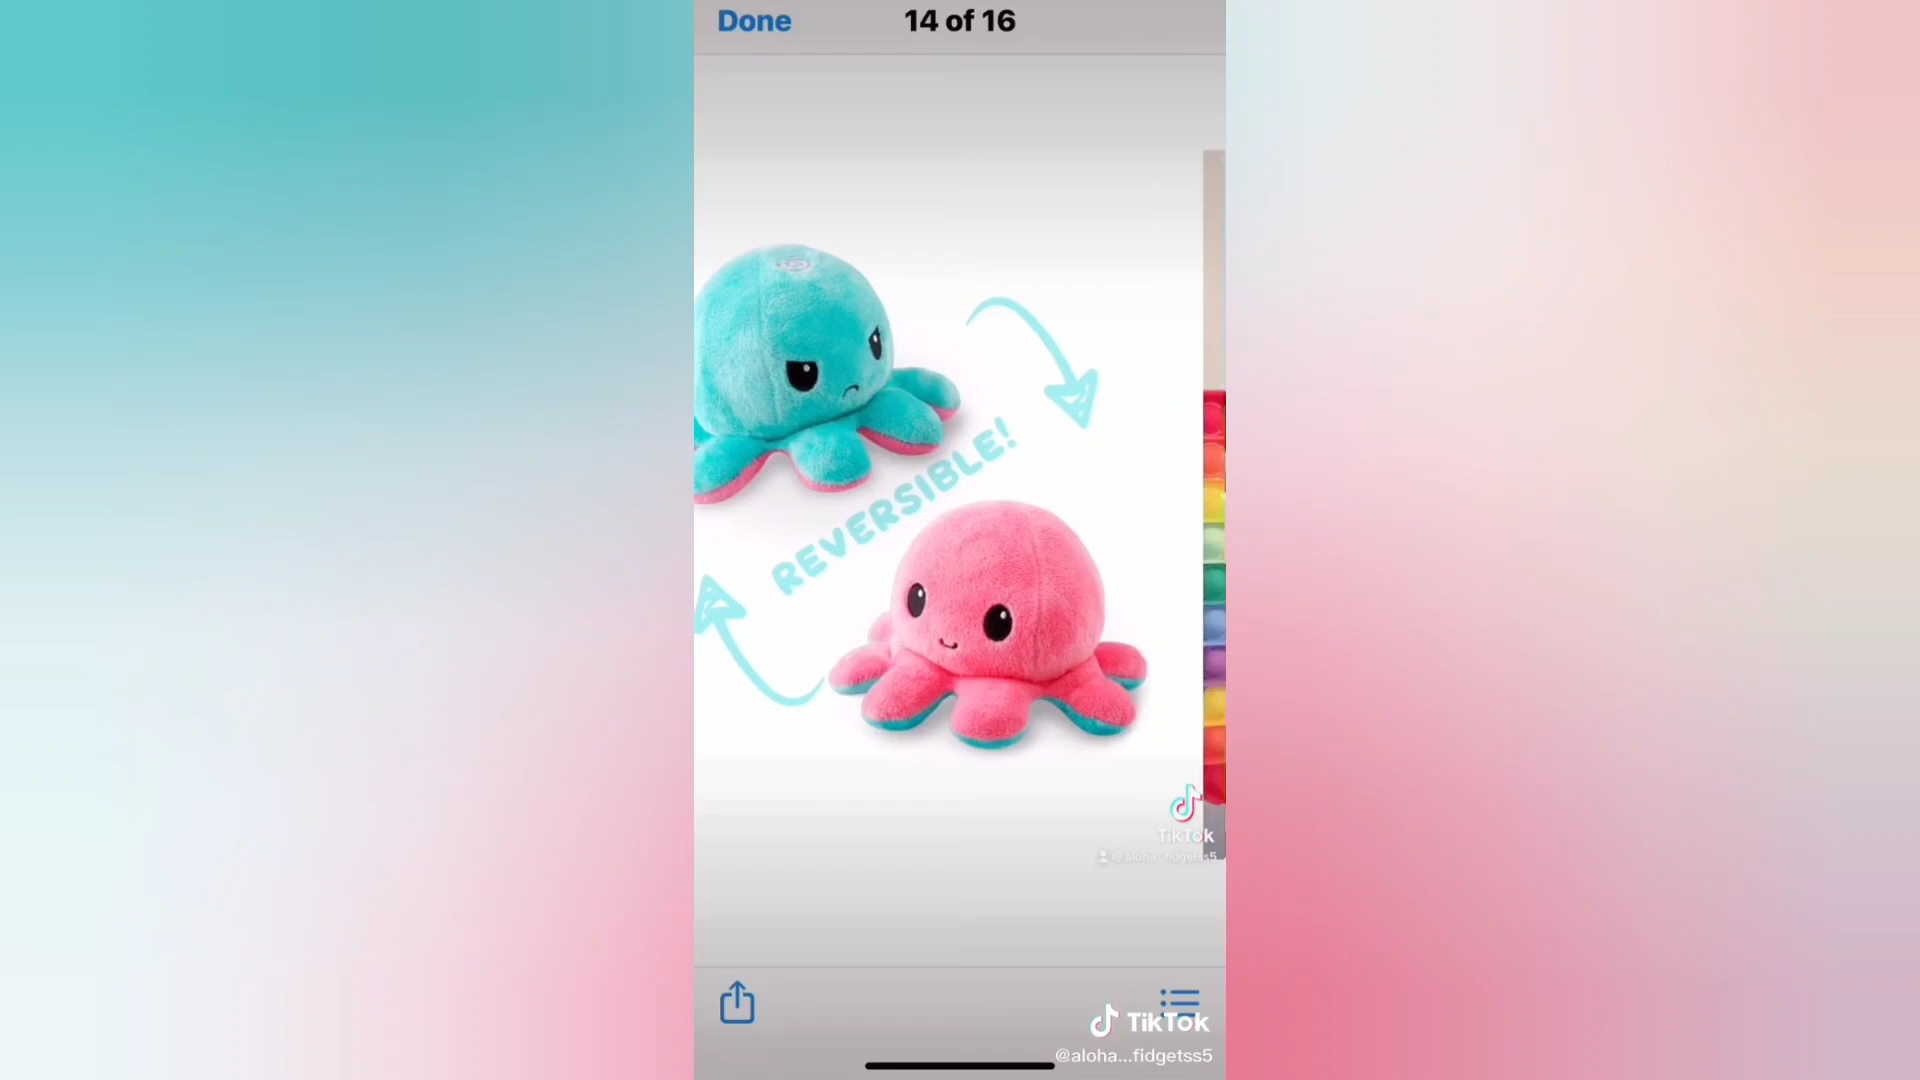 Done
14 of 16
REVERSIBLE!
TikTok
TikTok
@aloha...fidgetss5